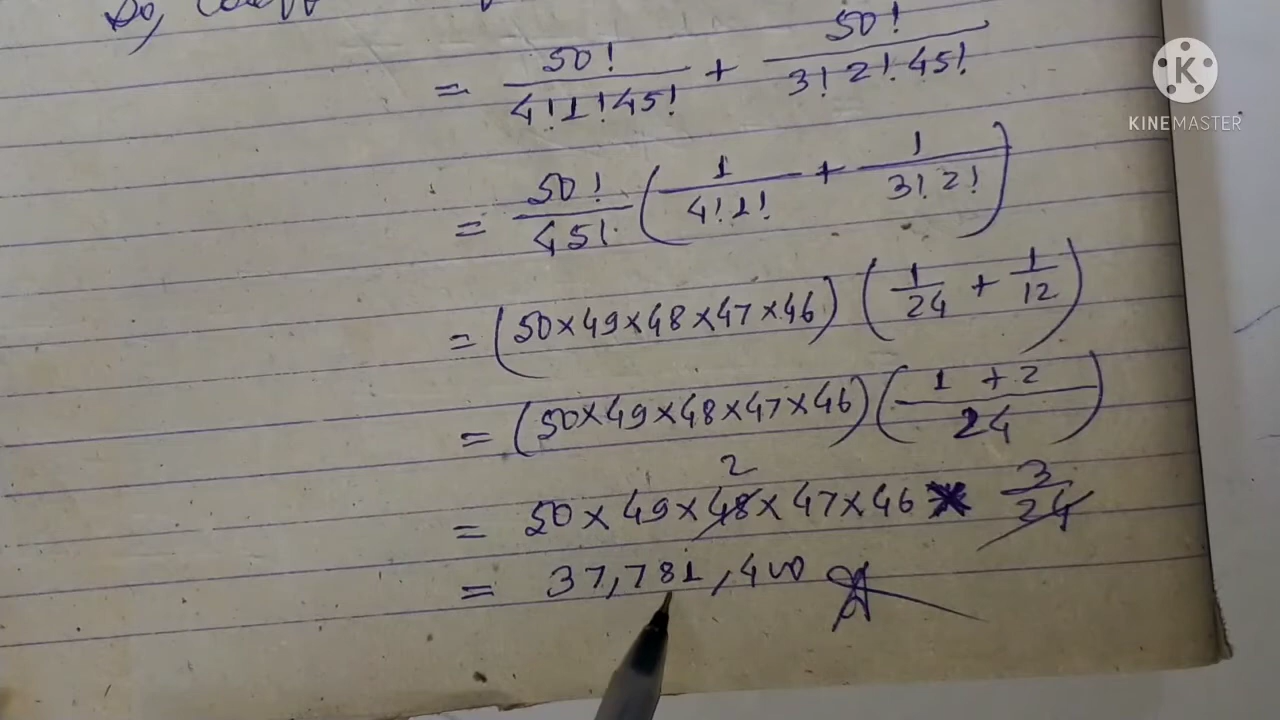 So,
= 50!/4!1!45! + 50!/3!2!45!
= 50!/45! (1/4!1! + 1/3!2!)
= (50×49×48×47×46) (1/24 + 1/12)
= (50×49×48×47×46) (1+2/24)
= 50×49×48×47×46 × 3/24
2
= 37,781,400
K
KINEMASTER